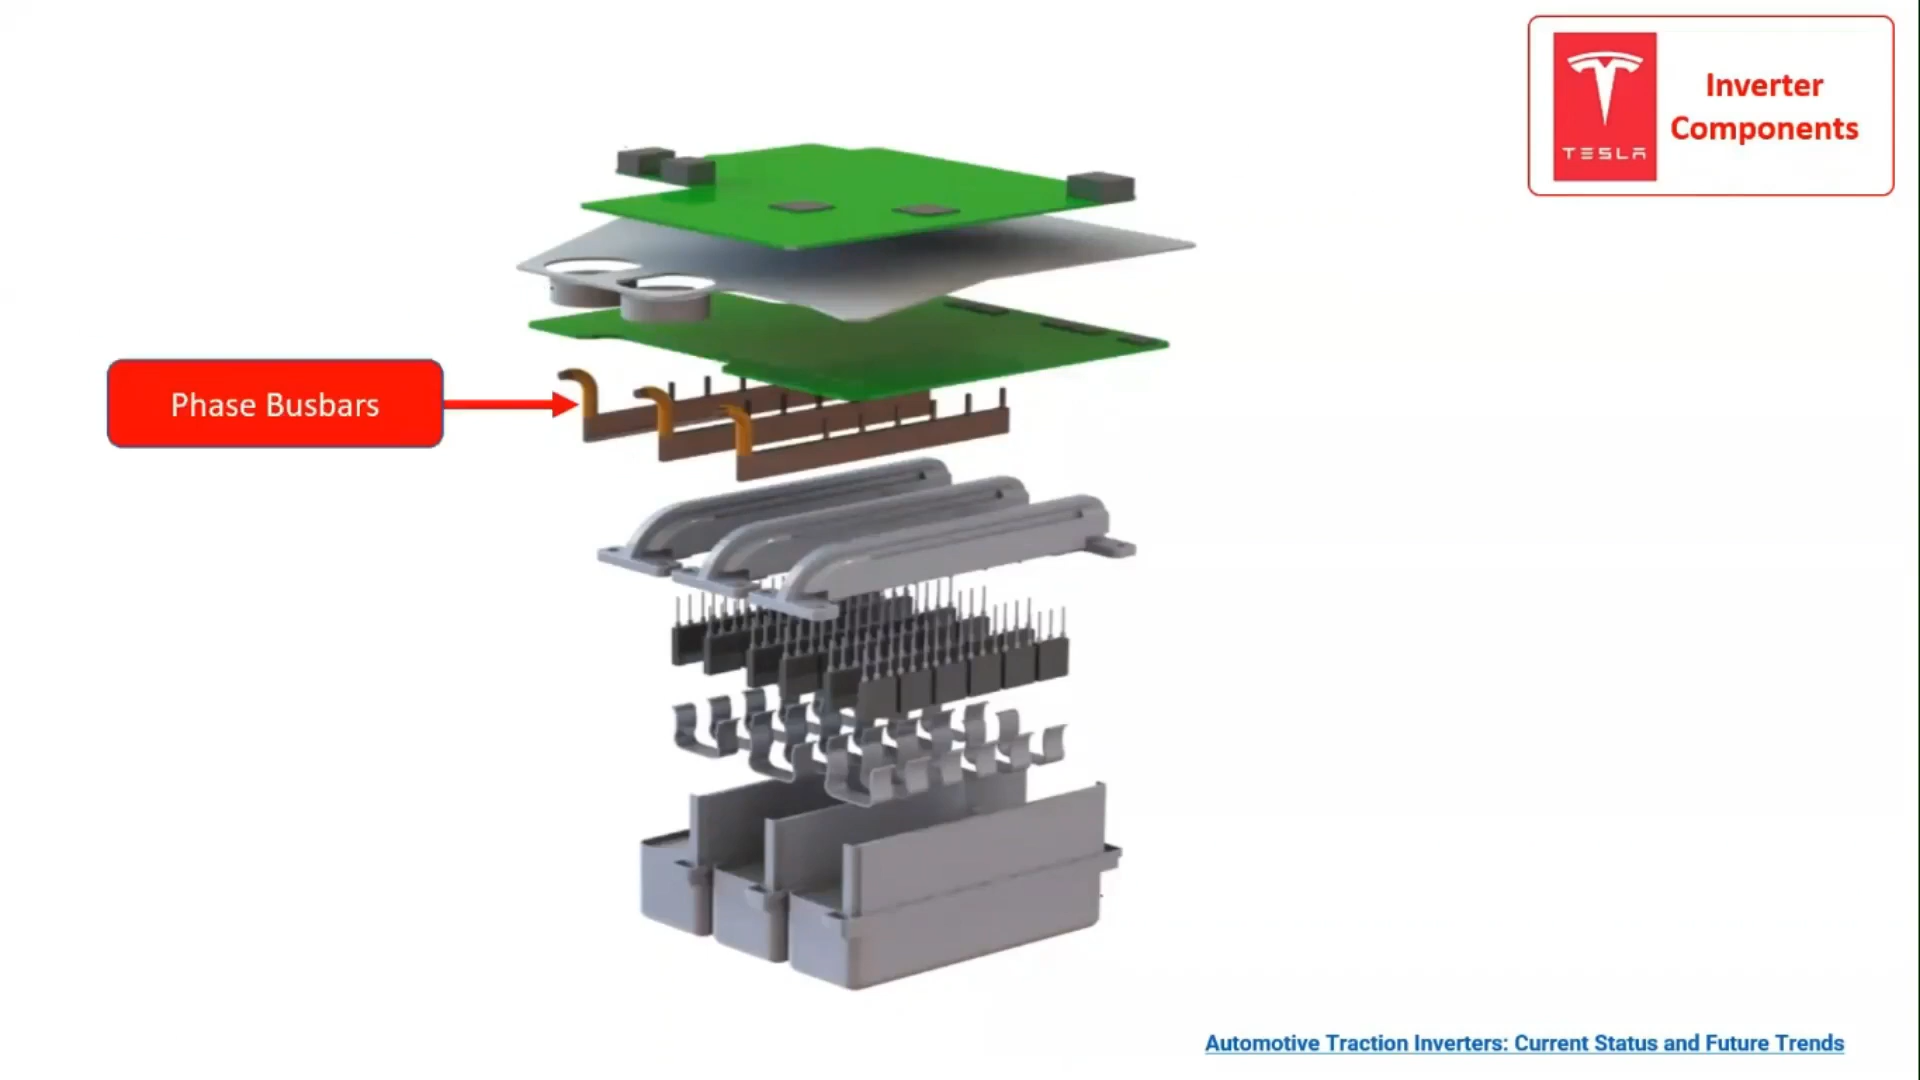 TESLA
Inverter
Components
Phase Busbars
Automotive Traction Inverters: Current Status and Future Trends